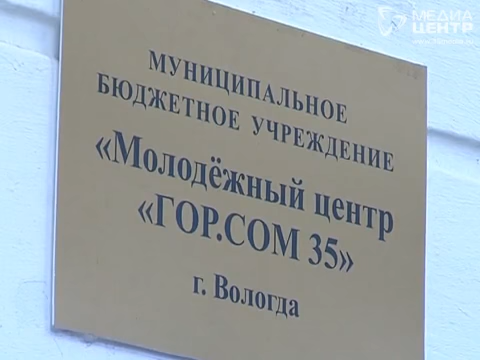 МЕДИА
ЦЕНТР
МУНИЦИПАЛЬНОЕ
БЮДЖЕТНОЕ УЧРЕЖДЕНИЕ
«Молодёжный центр
«ГОР.СОМ 35»
г. Вологда